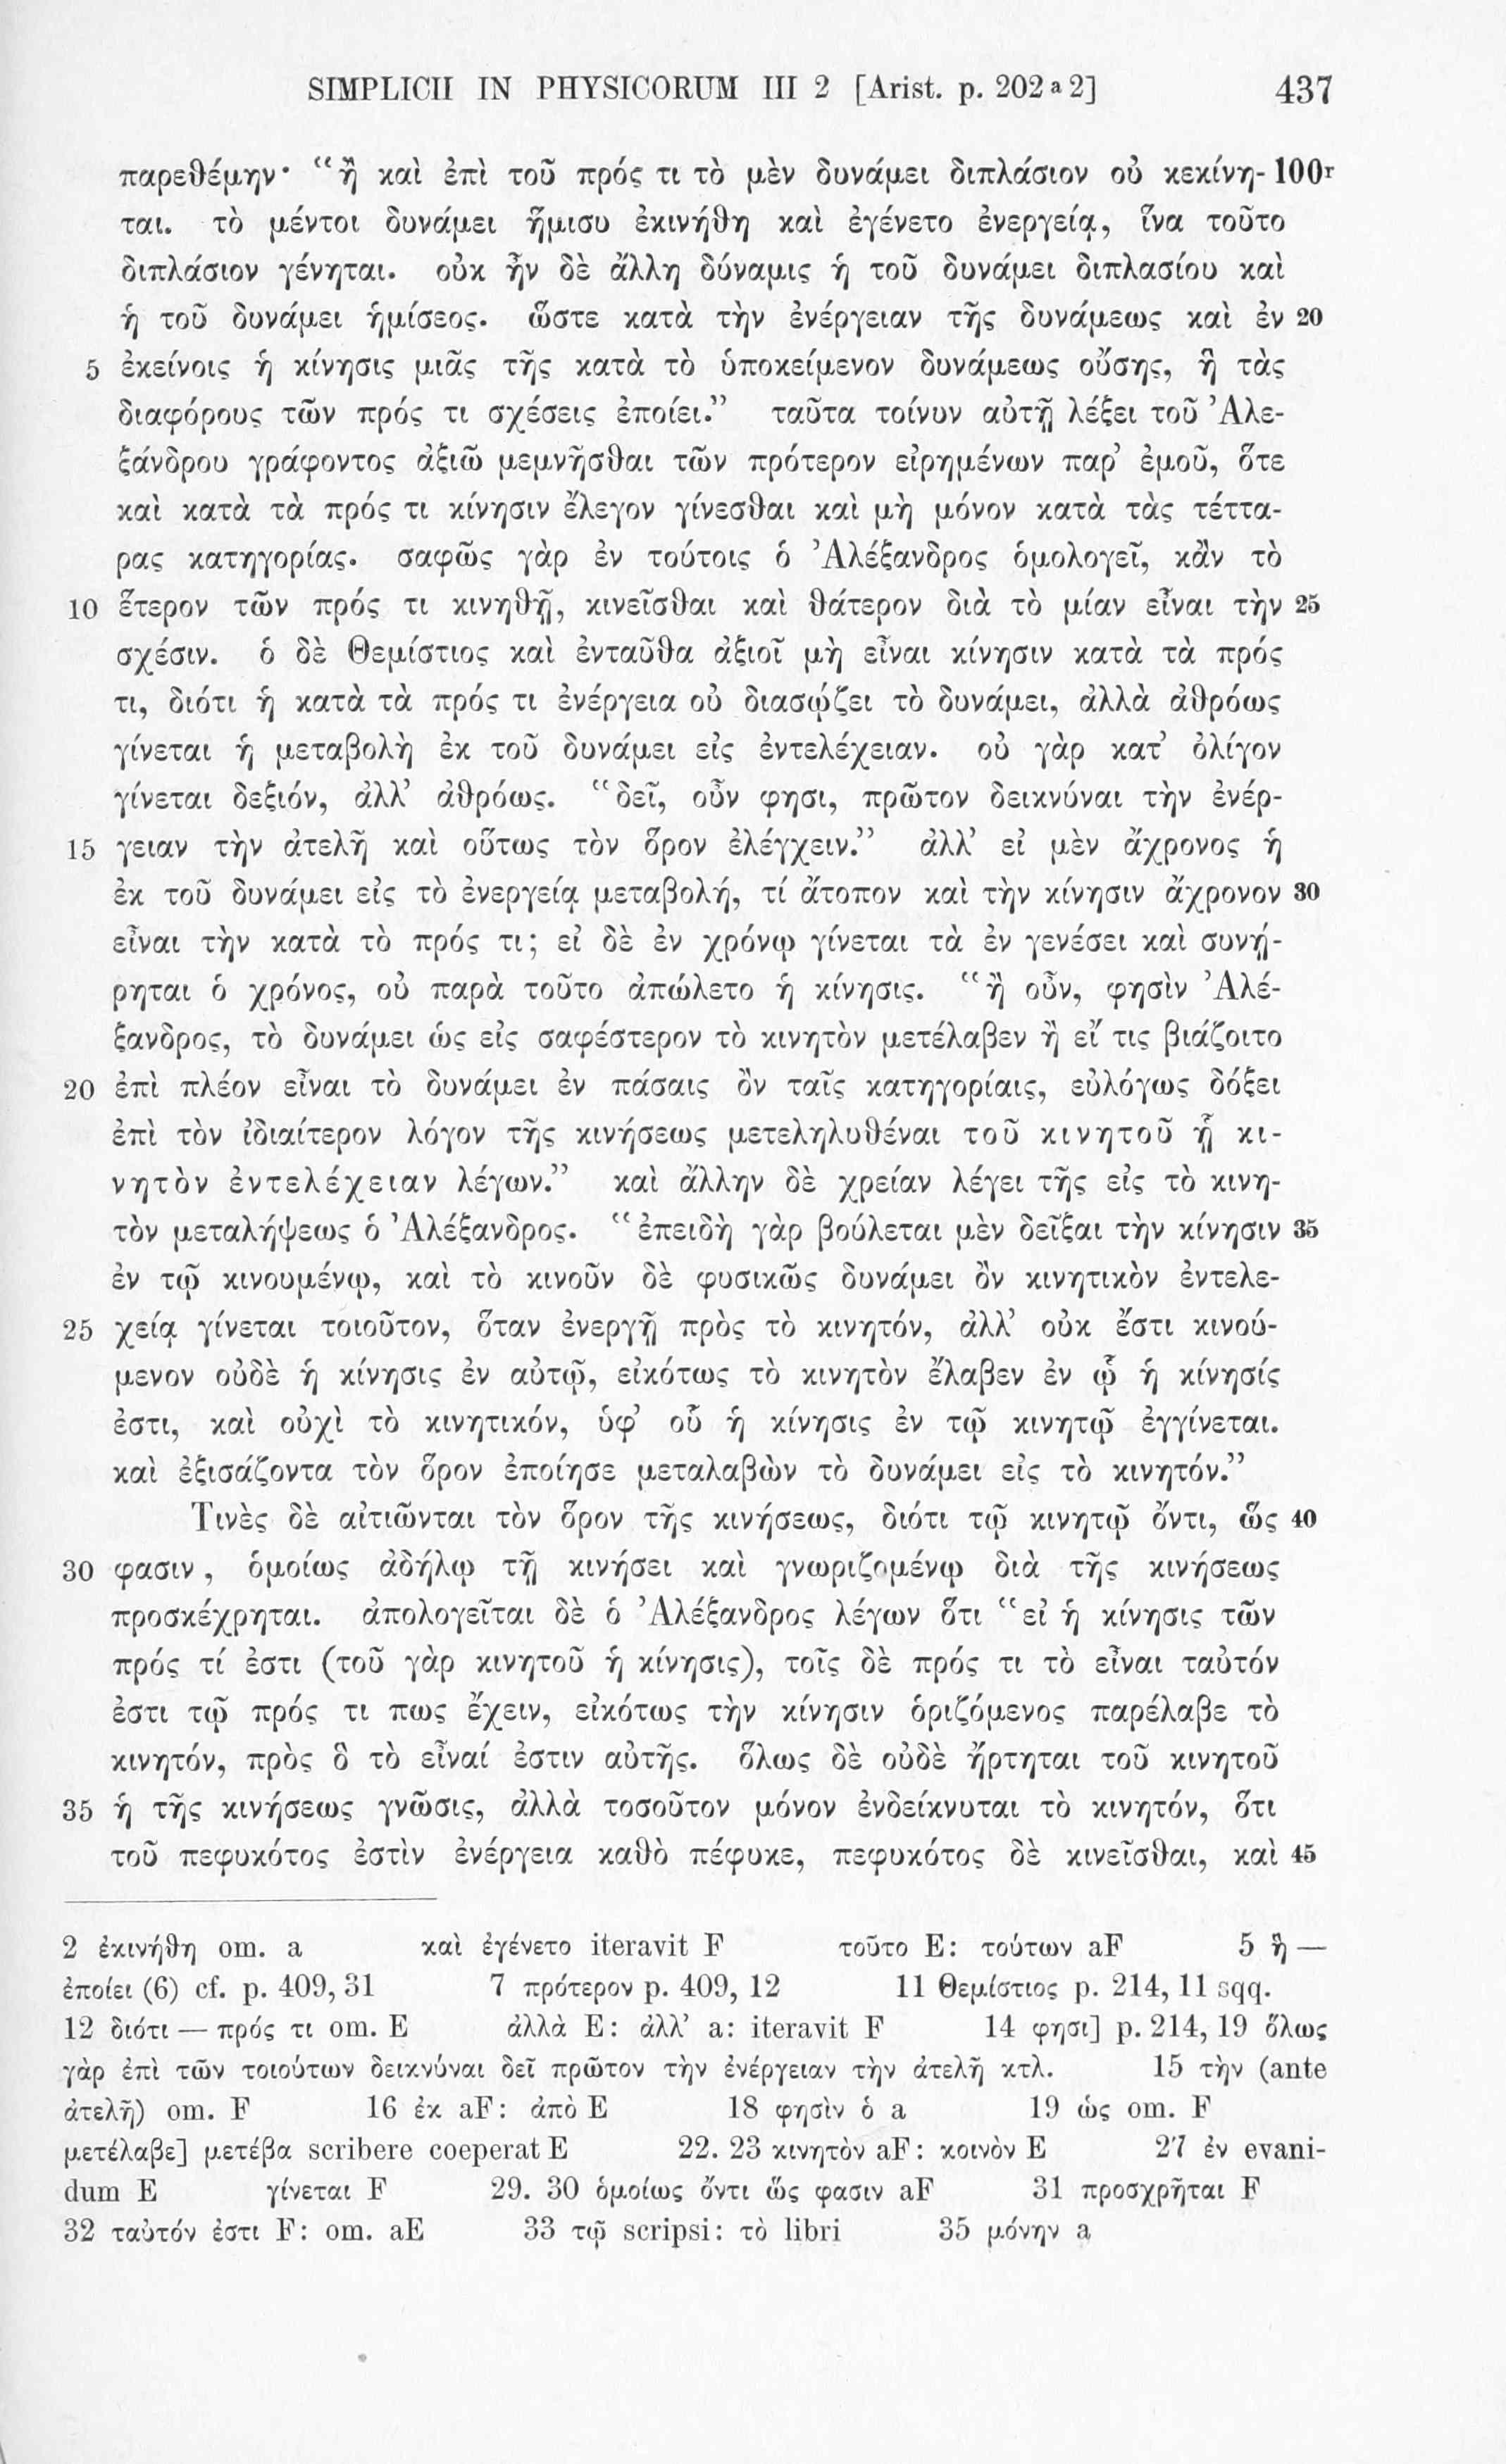 SIMPLICII IN PHYSICORUM III 2 [Arist. p. 202 a 2] 437
παρεθέμην· “ἢ καὶ ἐπὶ τοῦ πρός τι τὸ μὲν δυνάμει διπλάσιον οὐ κεκίνη- 100r
ται. τὸ μέντοι δυνάμει ἥμισυ ἐκινήθη καὶ ἐγένετο ἐνεργείᾳ, ἵνα τοῦτο
διπλάσιον γένηται. οὐκ ἦν δὲ ἄλλη δύναμις ἡ τοῦ δυνάμει διπλασίου καὶ
ἡ τοῦ δυνάμει ἡμίσεος. ὥστε κατὰ τὴν ἐνέργειαν τῆς δυνάμεως καὶ ἐν 20
5 ἐκείνοις ἡ κίνησις μιᾶς τῆς κατὰ τὸ ὑποκείμενον δυνάμεως οὔσης, ἣ τὰς
διαφόρους τῶν πρός τι σχέσεις ἐποίει.” ταῦτα τοίνυν αὐτῇ λέξει τοῦ Ἀλε-
ξάνδρου γράφοντος ἀξιῶ μεμνῆσθαι τῶν πρότερον εἰρημένων παρ’ ἐμοῦ, ὅτε
καὶ κατὰ τὰ πρός τι κίνησιν ἔλεγον γίνεσθαι καὶ μὴ μόνον κατὰ τὰς τέττα-
ρας κατηγορίας. σαφῶς γὰρ ἐν τούτοις ὁ Ἀλέξανδρος ὁμολογεῖ, κἂν τὸ
10 ἕτερον τῶν πρός τι κινηθῇ, κινεῖσθαι καὶ θάτερον διὰ τὸ μίαν εἶναι τὴν 25
σχέσιν. ὁ δὲ Θεμίστιος καὶ ἐνταῦθα ἀξιοῖ μὴ εἶναι κίνησιν κατὰ τὰ πρός
τι, διότι ἡ κατὰ τὰ πρός τι ἐνέργεια οὐ διασῴζει τὸ δυνάμει, ἀλλὰ ἀθρόως
γίνεται ἡ μεταβολὴ ἐκ τοῦ δυνάμει εἰς ἐντελέχειαν. οὐ γὰρ κατ’ ὀλίγον
γίνεται δεξιόν, ἀλλ’ ἀθρόως. “δεῖ, οὖν φησι, πρῶτον δεικνύναι τὴν ἐνέρ-
15 γειαν τὴν ἀτελῆ καὶ οὕτως τὸν ὅρον ἐλέγχειν.” ἀλλ’ εἰ μὲν ἄχρονος ἡ
ἐκ τοῦ δυνάμει εἰς τὸ ἐνεργείᾳ μεταβολή, τί ἄτοπον καὶ τὴν κίνησιν ἄχρονον 30
εἶναι τὴν κατὰ τὸ πρός τι; εἰ δὲ ἐν χρόνῳ γίνεται τὰ ἐν γενέσει καὶ συνῄ-
ρηται ὁ χρόνος, οὐ παρὰ τοῦτο ἀπώλετο ἡ κίνησις. “ἢ οὖν, φησὶν Ἀλέ-
ξανδρος, τὸ δυνάμει ὡς εἰς σαφέστερον τὸ κινητὸν μετέλαβεν ἢ εἴ τις βιάζοιτο
20 ἐπὶ πλέον εἶναι τὸ δυνάμει ἐν πάσαις ὂν ταῖς κατηγορίαις, εὐλόγως δόξει
ἐπὶ τὸν ἰδιαίτερον λόγον τῆς κινήσεως μετεληλυθέναι τοῦ κινητοῦ ᾗ κι-
νητὸν ἐντελέχειαν λέγων.” καὶ ἄλλην δὲ χρείαν λέγει τῆς εἰς τὸ κινη-
τὸν μεταλήψεως ὁ Ἀλέξανδρος. “ἐπειδὴ γὰρ βούλεται μὲν δεῖξαι τὴν κίνησιν 35
ἐν τῷ κινουμένῳ, καὶ τὸ κινοῦν δὲ φυσικῶς δυνάμει ὂν κινητικὸν ἐντελε-
25 χείᾳ γίνεται τοιοῦτον, ὅταν ἐνεργῇ πρὸς τὸ κινητόν, ἀλλ’ οὐκ ἔστι κινού-
μενον οὐδὲ ἡ κίνησις ἐν αὐτῷ, εἰκότως τὸ κινητὸν ἔλαβεν ἐν ᾧ ἡ κίνησίς
ἐστι, καὶ οὐχὶ τὸ κινητικόν, ὑφ’ οὗ ἡ κίνησις ἐν τῷ κινητῷ ἐγγίνεται.
καὶ ἐξισάζοντα τὸν ὅρον ἐποίησε μεταλαβὼν τὸ δυνάμει εἰς τὸ κινητόν.”
Τινὲς δὲ αἰτιῶνται τὸν ὅρον τῆς κινήσεως, διότι τῷ κινητῷ ὄντι, ὥς 40
30 φασιν, ὁμοίως ἀδήλῳ τῇ κινήσει καὶ γνωριζομένῳ διὰ τῆς κινήσεως
προσκέχρηται. ἀπολογεῖται δὲ ὁ Ἀλέξανδρος λέγων ὅτι “εἰ ἡ κίνησις τῶν
πρός τί ἐστι (τοῦ γὰρ κινητοῦ ἡ κίνησις), τοῖς δὲ πρός τι τὸ εἶναι ταὐτόν
ἐστι τῷ πρός τι πως ἔχειν, εἰκότως τὴν κίνησιν ὁριζόμενος παρέλαβε τὸ
κινητόν, πρὸς ὃ τὸ εἶναί ἐστιν αὐτῆς. ὅλως δὲ οὐδὲ ἤρτηται τοῦ κινητοῦ
35 ἡ τῆς κινήσεως γνῶσις, ἀλλὰ τοσοῦτον μόνον ἐνδείκνυται τὸ κινητόν, ὅτι
τοῦ πεφυκότος ἐστὶν ἐνέργεια καθὸ πέφυκε, πεφυκότος δὲ κινεῖσθαι, καὶ 45
2 ἐκινήθη om. a καὶ ἐγένετο iteravit F τοῦτο E: τούτων aF 5 ἣ —
ἐποίει (6) cf. p. 409, 31 7 πρότερον p. 409, 12 11 Θεμίστιος p. 214, 11 sqq.
12 διότι — πρός τι om. E ἀλλὰ E: ἀλλ’ a: iteravit F 14 φησι] p. 214, 19 ὅλως
γὰρ ἐπὶ τῶν τοιούτων δεικνύναι δεῖ πρῶτον τὴν ἐνέργειαν τὴν ἀτελῆ κτλ. 15 τὴν (ante
ἀτελῆ) om. F 16 ἐκ aF: ἀπὸ E 18 φησὶν ὁ a 19 ὡς om. F
μετέλαβε] μετέβα scribere coeperat E 22. 23 κινητὸν aF: κοινὸν E 27 ἐν evani-
dum E γίνεται F 29. 30 ὁμοίως ὄντι ὥς φασιν aF 31 προσχρῆται F
32 ταὐτόν ἐστι F: om. aE 33 τῷ scripsi: τὸ libri 35 μόνην a